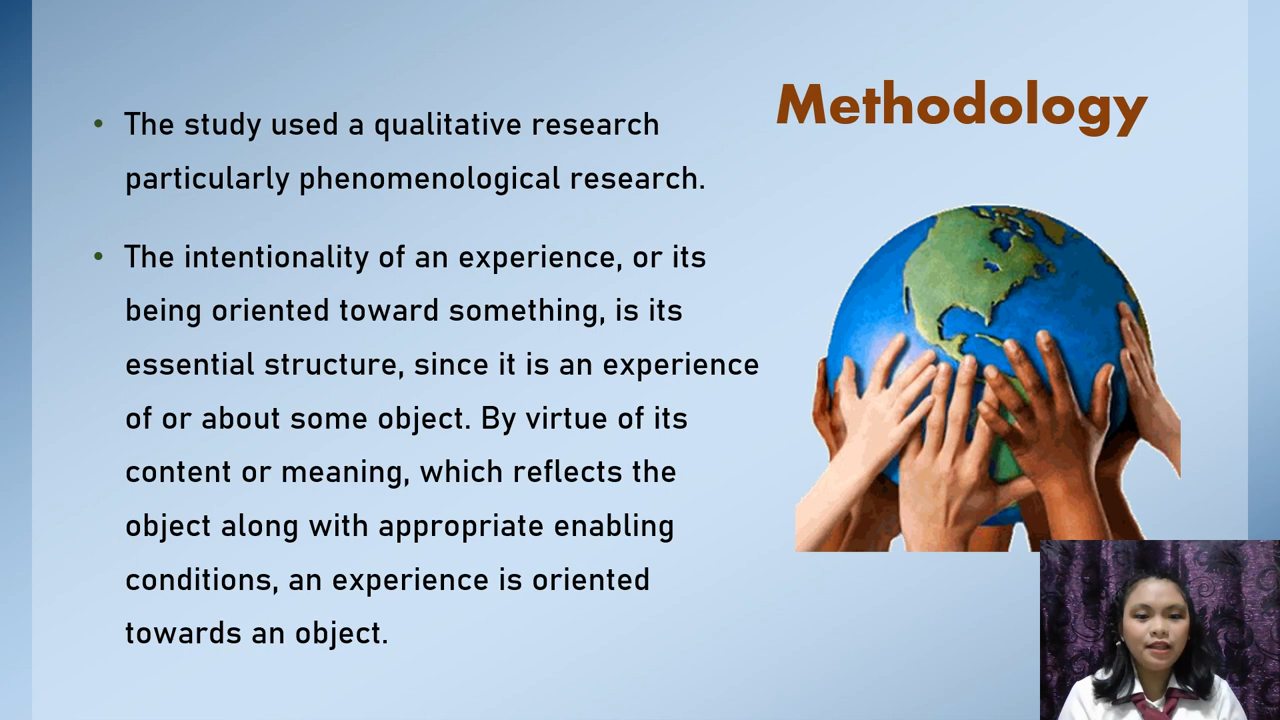 Methodology
• The study used a qualitative research
particularly phenomenological research.
• The intentionality of an experience, or its
being oriented toward something, is its
essential structure, since it is an experience
of or about some object. By virtue of its
content or meaning, which reflects the
object along with appropriate enabling
conditions, an experience is oriented
towards an object.